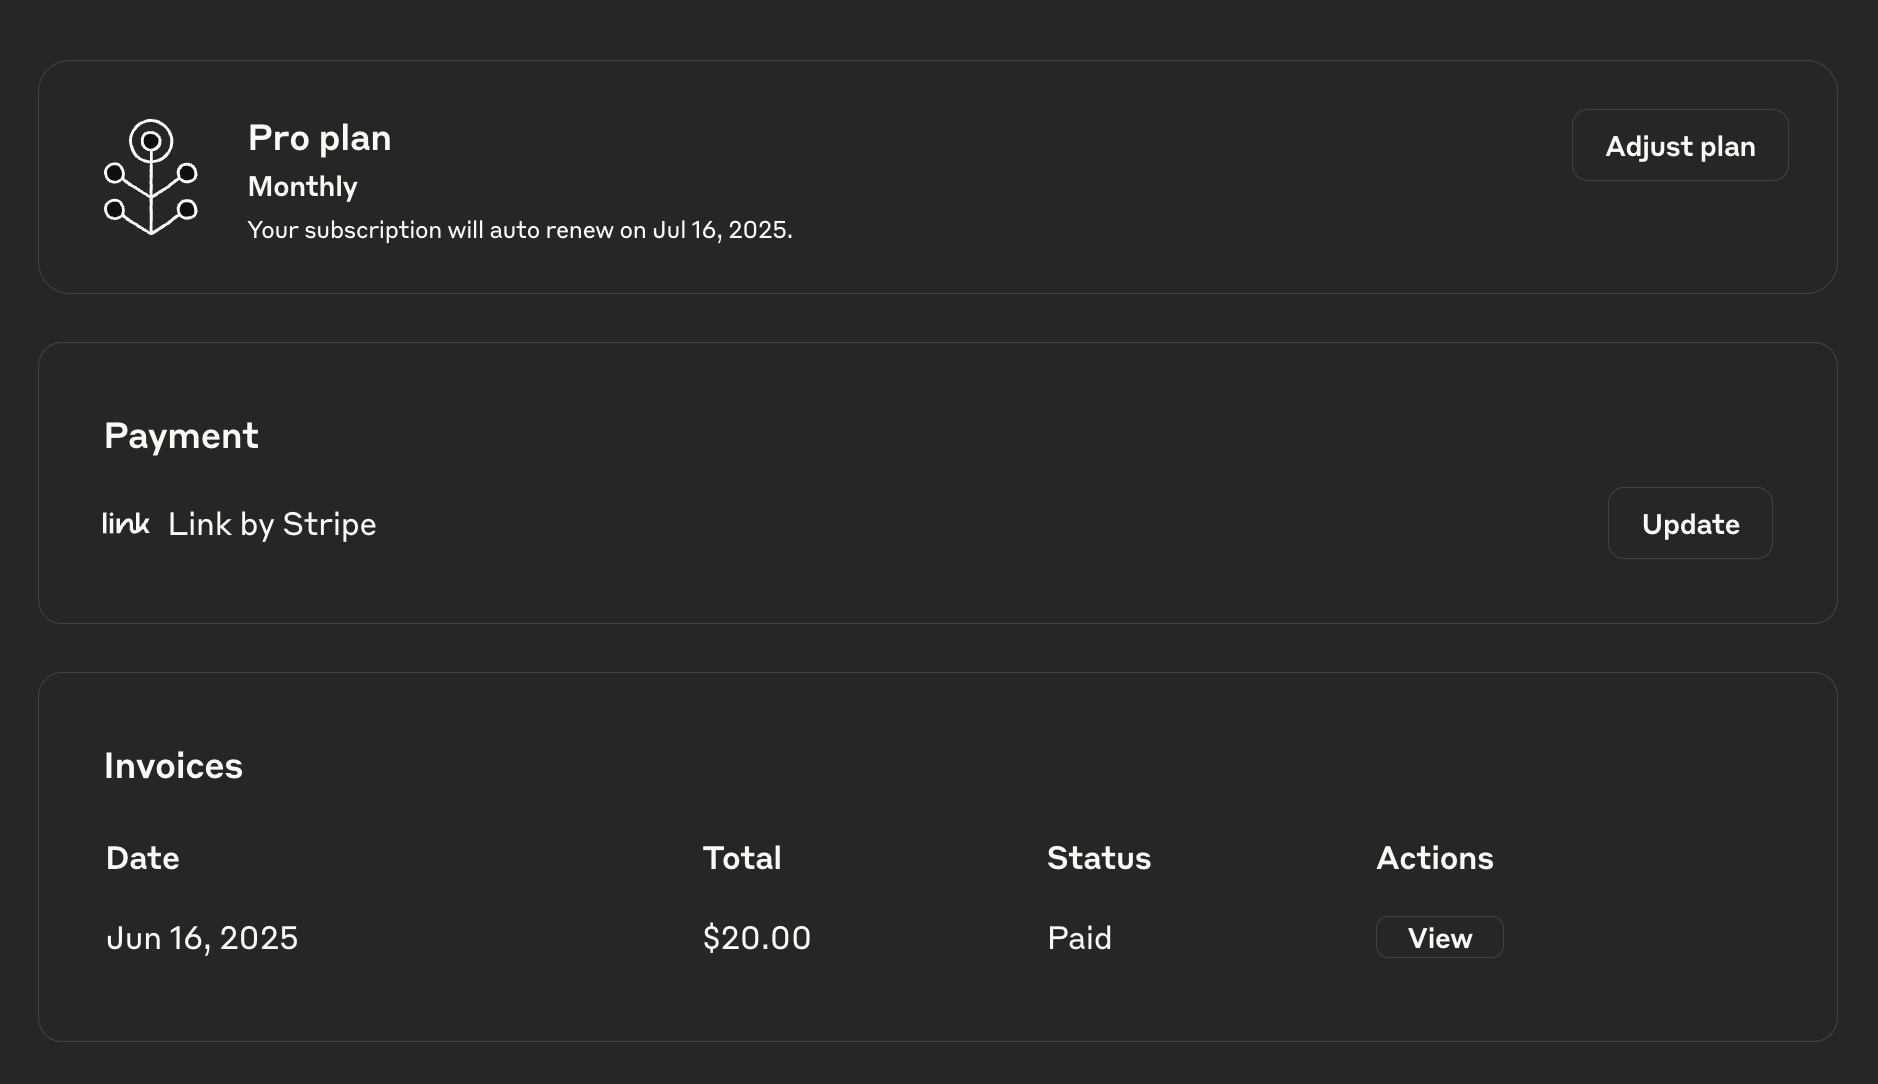 Pro plan
Adjust plan
Monthly
Your subscription will auto renew on Jul 16, 2025.
Payment
link Link by Stripe
Update
Invoices
Date Total Status Actions
Jun 16, 2025 $20.00 Paid View